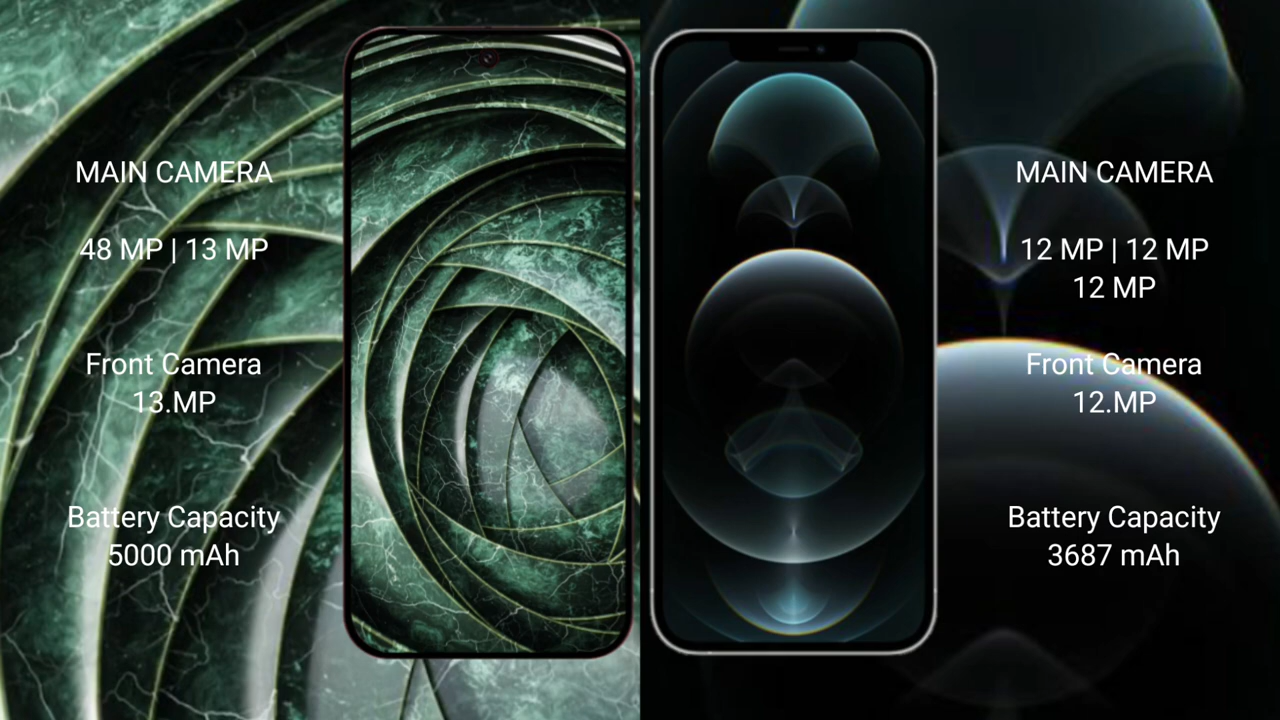 MAIN CAMERA
48 MP | 13 MP
Front Camera
13.MP
Battery Capacity
5000 mAh
MAIN CAMERA
12 MP | 12 MP
12 MP
Front Camera
12.MP
Battery Capacity
3687 mAh